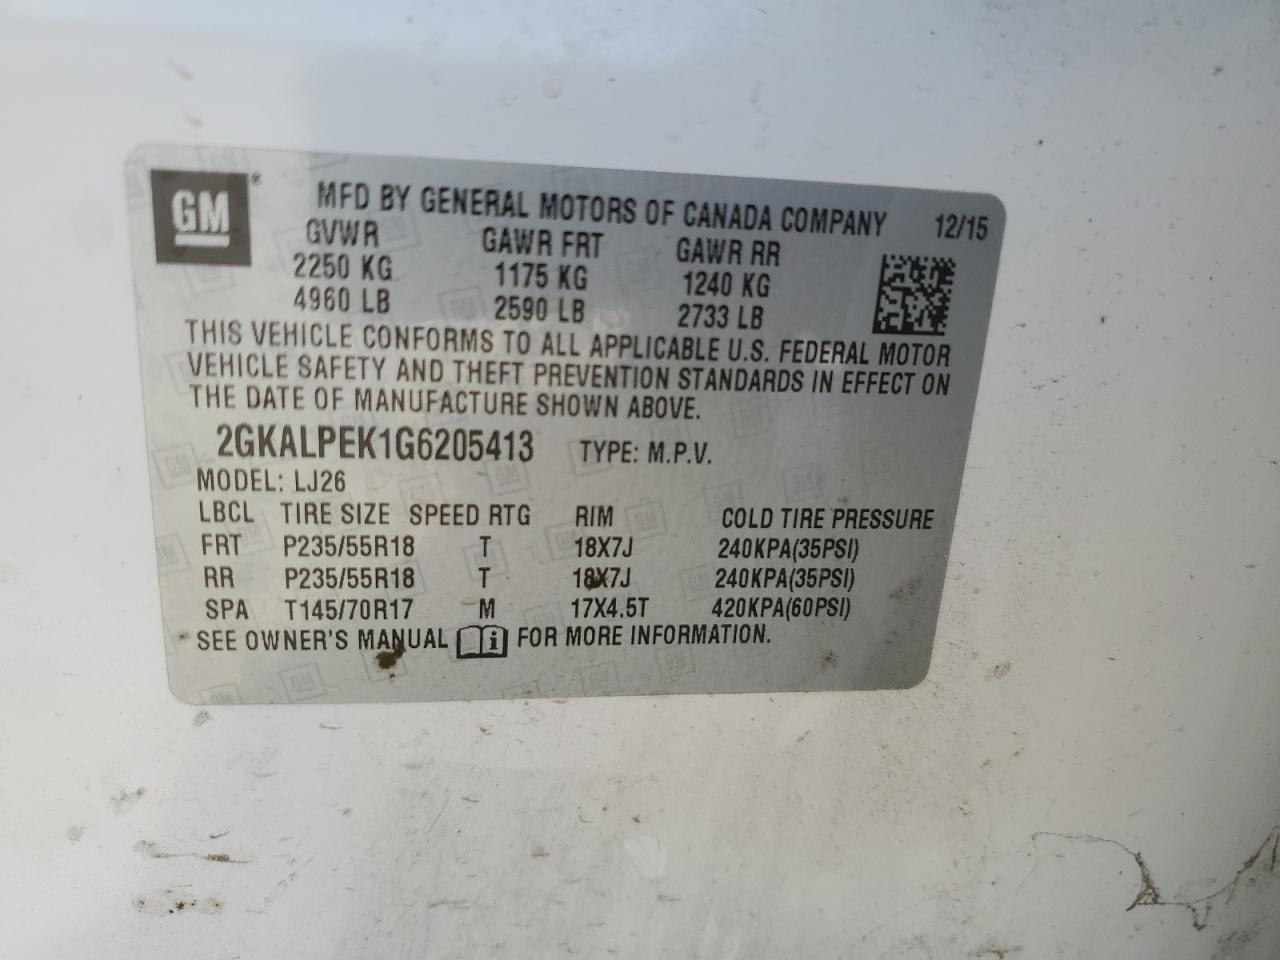 GM® MFD BY GENERAL MOTORS OF CANADA COMPANY 12/15
GVWR GAWR FRT GAWR RR
2250 KG 1175 KG 1240 KG
4960 LB 2590 LB 2733 LB
THIS VEHICLE CONFORMS TO ALL APPLICABLE U.S. FEDERAL MOTOR
VEHICLE SAFETY AND THEFT PREVENTION STANDARDS IN EFFECT ON
THE DATE OF MANUFACTURE SHOWN ABOVE.
2GKALPEK1G6205413 TYPE: M.P.V.
MODEL: LJ26
LBCL TIRE SIZE SPEED RTG RIM COLD TIRE PRESSURE
FRT P235/55R18 T 18X7J 240KPA(35PSI)
RR P235/55R18 T 18X7J 240KPA(35PSI)
SPA T145/70R17 M 17X4.5T 420KPA(60PSI)
SEE OWNER'S MANUAL i FOR MORE INFORMATION.